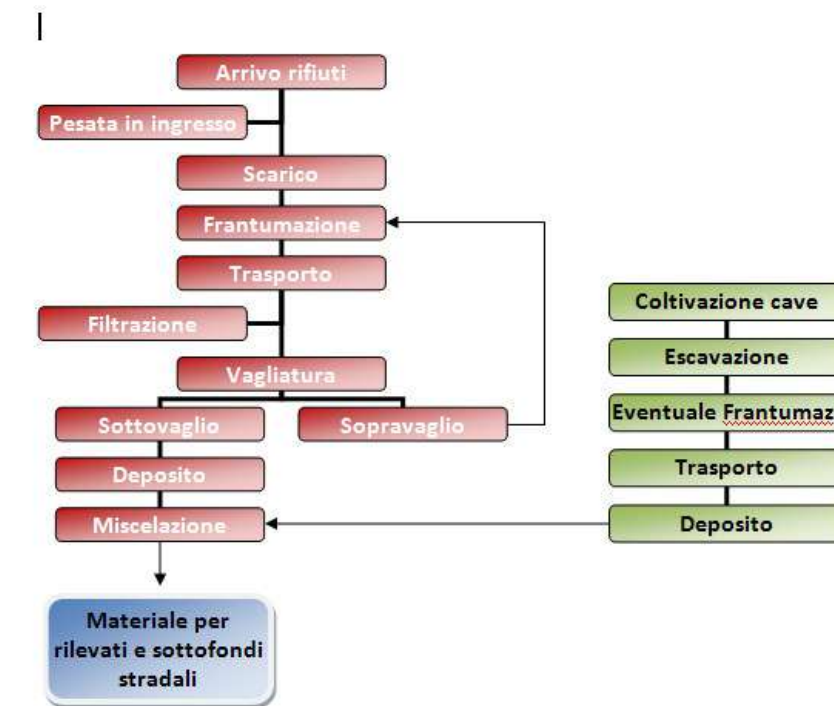 Arrivo rifiuti
Pesata in ingresso
Scarico
Frantumazione
Trasporto
Filtrazione
Vagliatura
Sottovaglio
Sopravaglio
Deposito
Miscelazione
Materiale per
rilevati e sottofondi
stradali
Coltivazione cave
Escavazione
Eventuale Frantumaz
Trasporto
Deposito